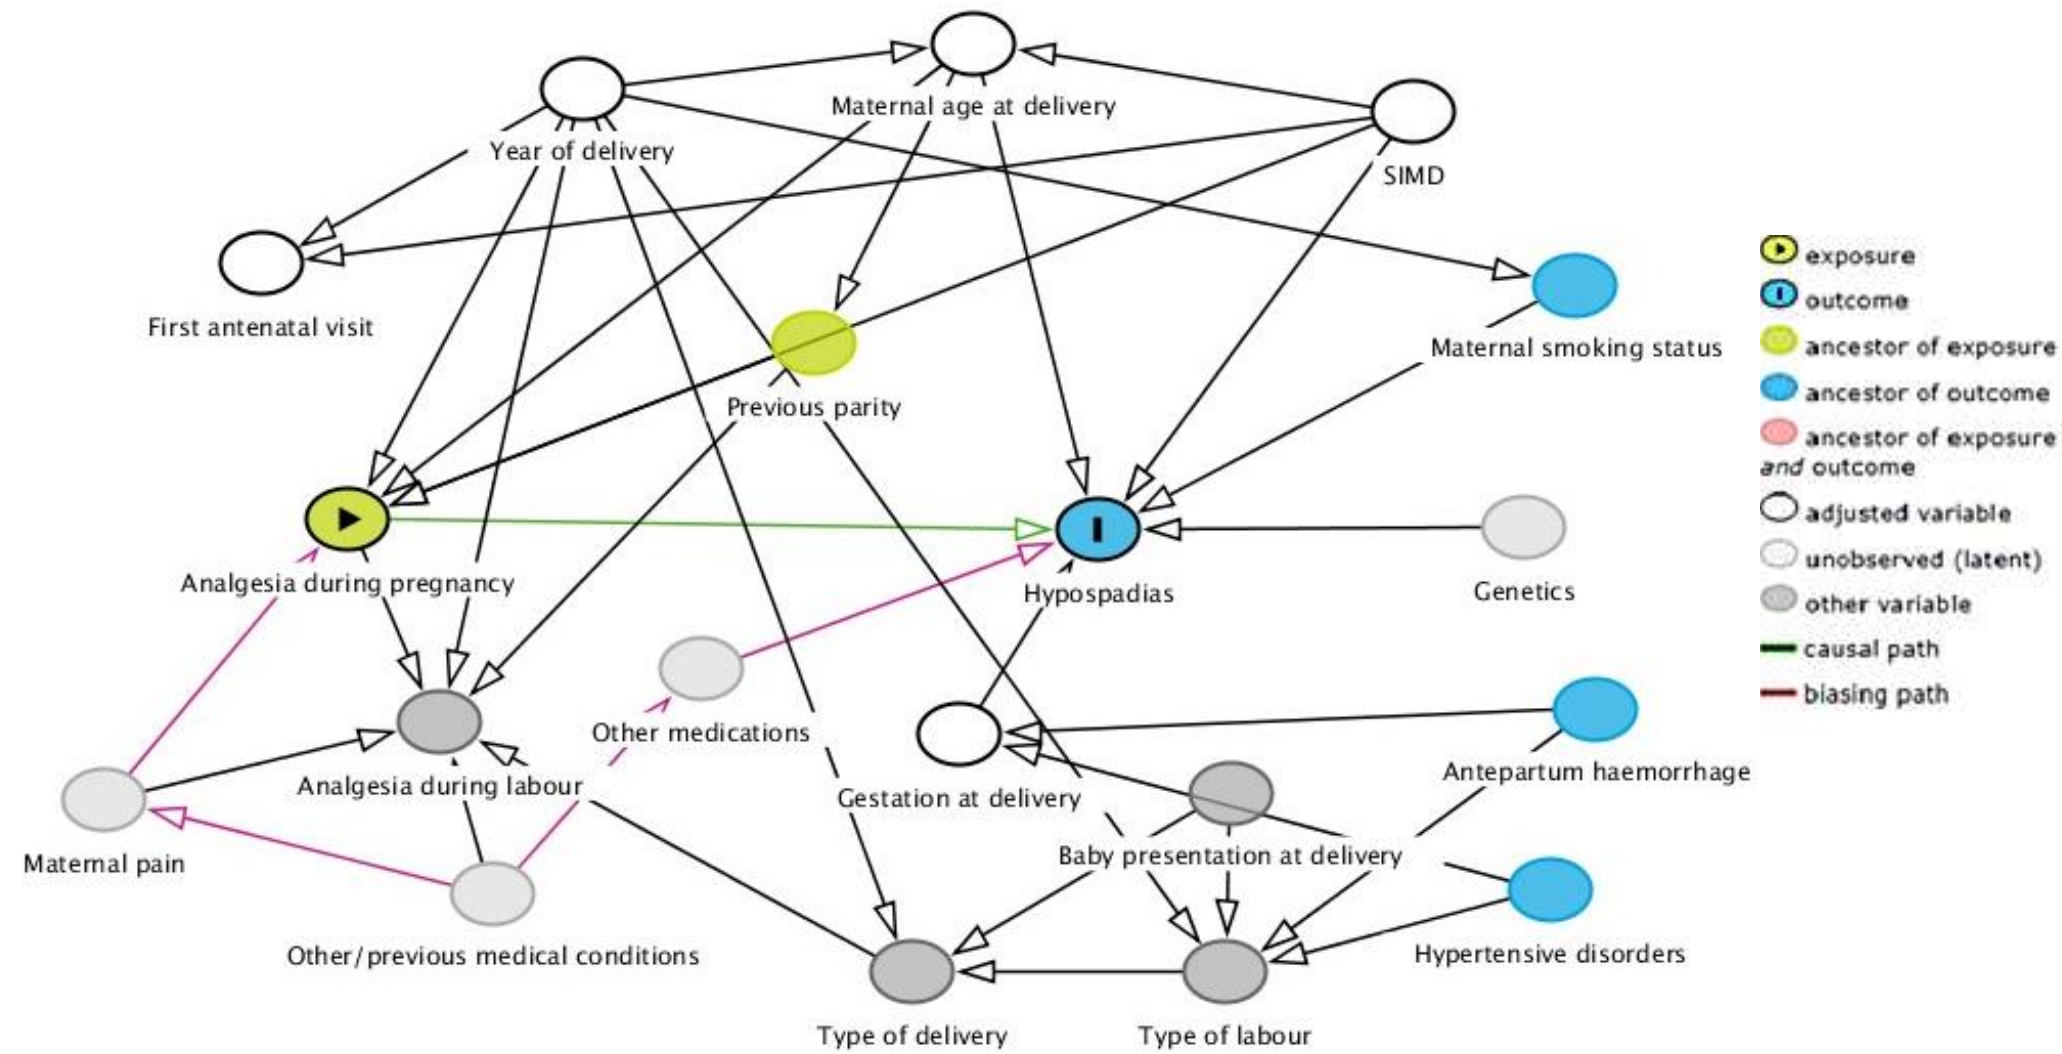 Maternal age at delivery
Year of delivery
SIMD
First antenatal visit
Maternal smoking status
Previous parity
Analgesia during pregnancy
Hypospadias
Genetics
Other medications
Analgesia during labour
Gestation at delivery
Antepartum haemorrhage
Maternal pain
Baby presentation at delivery
Other/previous medical conditions
Hypertensive disorders
Type of delivery
Type of labour
exposure
outcome
ancestor of exposure
ancestor of outcome
ancestor of exposure
and outcome
adjusted variable
unobserved (latent)
other variable
causal path
biasing path